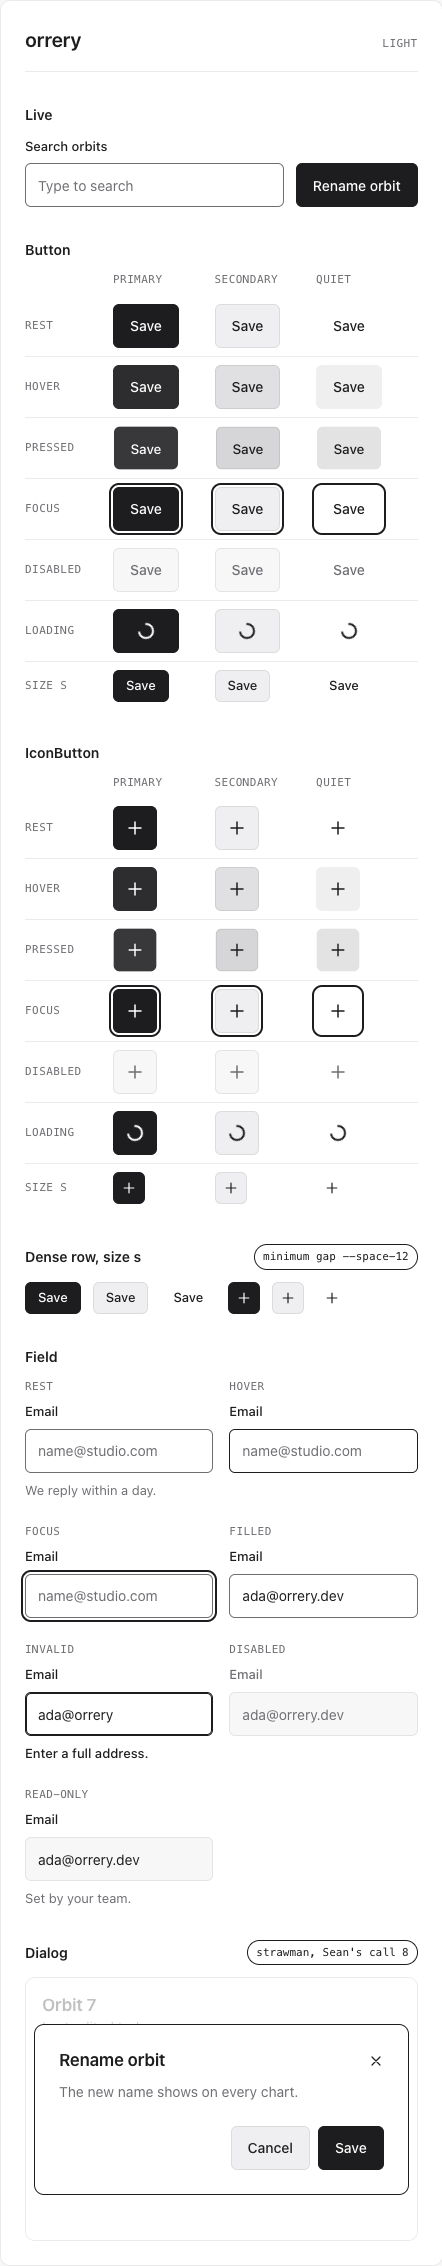 orrery LIGHT
Live
Search orbits
Type to search Rename orbit
Button
PRIMARY SECONDARY QUIET
REST Save Save Save
HOVER Save Save Save
PRESSED Save Save Save
FOCUS Save Save Save
DISABLED Save Save Save
LOADING
SIZE S Save Save Save
IconButton
PRIMARY SECONDARY QUIET
REST
HOVER
PRESSED
FOCUS
DISABLED
LOADING
SIZE S
Dense row, size s minimum gap --space-12
Save Save Save
Field
REST HOVER
Email Email
name@studio.com name@studio.com
We reply within a day.
FOCUS FILLED
Email Email
name@studio.com ada@orrery.dev
INVALID DISABLED
Email Email
ada@orrery ada@orrery.dev
Enter a full address.
READ-ONLY
Email
ada@orrery.dev
Set by your team.
Dialog strawman, Sean's call 8
Orbit 7
Rename orbit
The new name shows on every chart.
Cancel Save